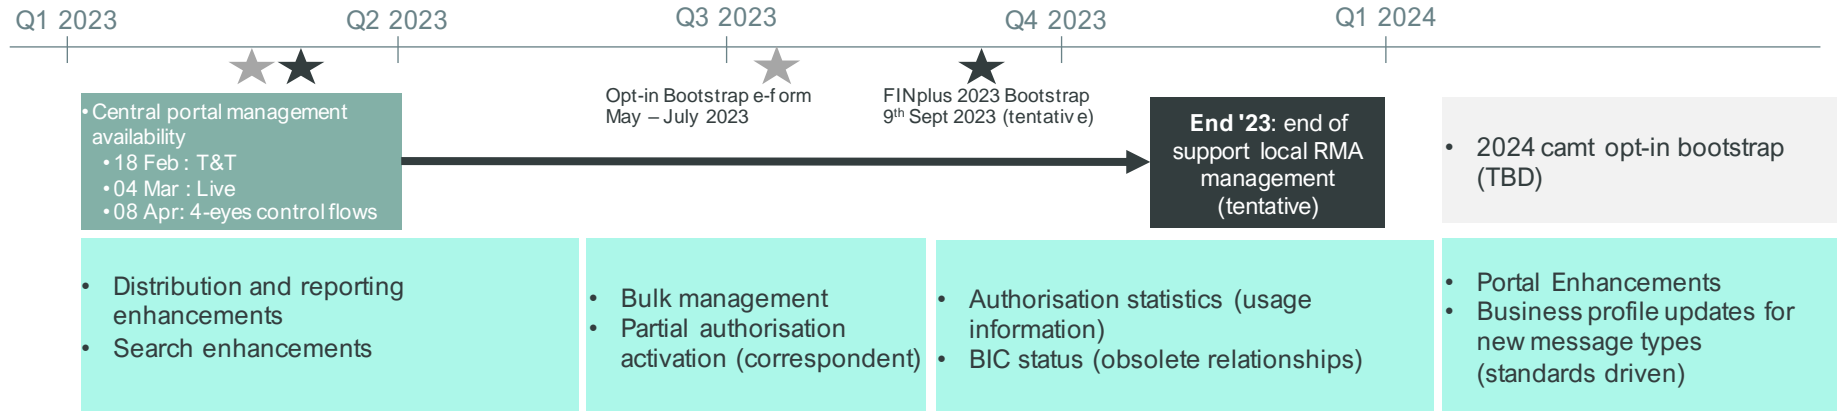 Q1 2023
Q2 2023
Q3 2023
Q4 2023
Q1 2024
• Central portal management
availability
• 18 Feb : T&T
• 04 Mar : Live
• 08 Apr: 4-eyes control flows
Opt-in Bootstrap e-form
May – July 2023
FINplus 2023 Bootstrap
9th Sept 2023 (tentative)
End '23: end of
support local RMA
management
(tentative)
• 2024 camt opt-in bootstrap
(TBD)
• Distribution and reporting
enhancements
• Search enhancements
• Bulk management
• Partial authorisation
activation (correspondent)
• Authorisation statistics (usage
information)
• BIC status (obsolete relationships)
• Portal Enhancements
• Business profile updates for
new message types
(standards driven)